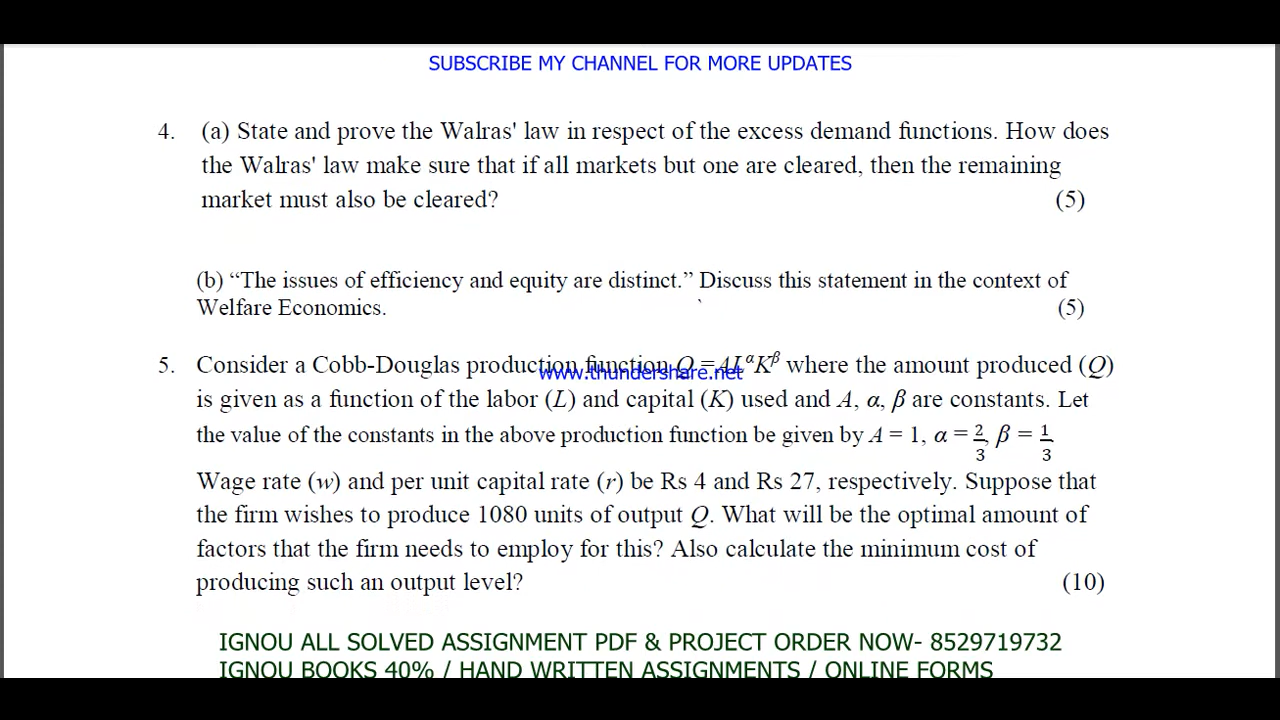 SUBSCRIBE MY CHANNEL FOR MORE UPDATES
4. (a) State and prove the Walras' law in respect of the excess demand functions. How does
the Walras' law make sure that if all markets but one are cleared, then the remaining
market must also be cleared? (5)
(b) “The issues of efficiency and equity are distinct.” Discuss this statement in the context of
Welfare Economics. (5)
5. Consider a Cobb-Douglas production function Q = AL^α K^β where the amount produced (Q)
www.thundershare.net
is given as a function of the labor (L) and capital (K) used and A, α, β are constants. Let
the value of the constants in the above production function be given by A = 1, α = 2/3, β = 1/3
Wage rate (w) and per unit capital rate (r) be Rs 4 and Rs 27, respectively. Suppose that
the firm wishes to produce 1080 units of output Q. What will be the optimal amount of
factors that the firm needs to employ for this? Also calculate the minimum cost of
producing such an output level? (10)
IGNOU ALL SOLVED ASSIGNMENT PDF & PROJECT ORDER NOW- 8529719732
IGNOU BOOKS 40% / HAND WRITTEN ASSIGNMENTS / ONLINE FORMS